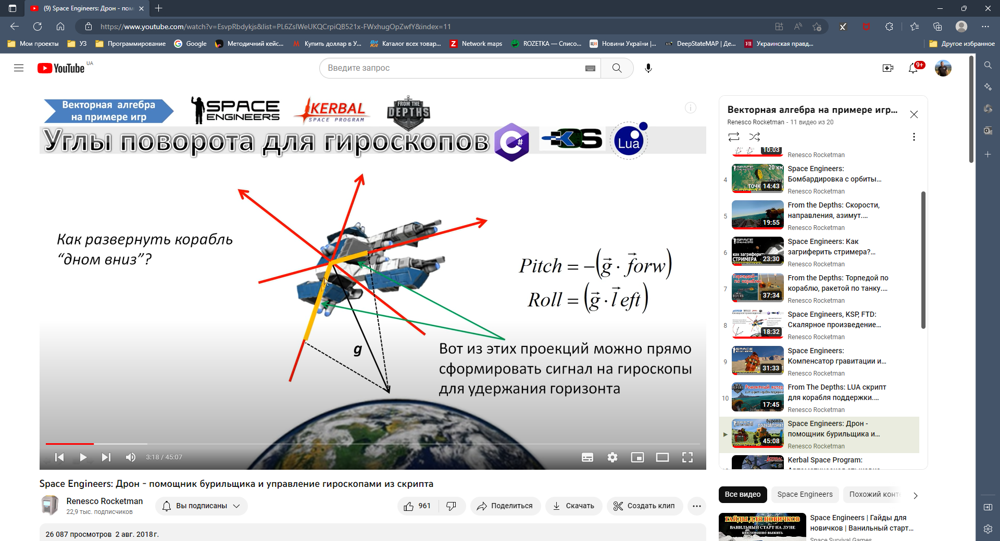 (9) Space Engineers: Дрон - пом
https://www.youtube.com/watch?v=EsvpRbdykjs&list=PL6ZsIWeUKQCrpiQB521x-FWxhugOpZwfY&index=11
Мои проекты
УЗ
Программирование
Google
Методичний кейс...
Купить доллар в У...
Каталог всех товар...
Network maps
ROZETKA — Списо...
Новини України |...
DeepStateMAP | Де...
Украинская правд...
Другое избранное
YouTube UA
Введите запрос
9+
Векторная алгебра
на примере игр
SPACE
ENGINEERS
KERBAL
SPACE PROGRAM
FROM THE
DEPTHS
Углы поворота для гироскопов
C#
kOS
Lua
Как развернуть корабль
“дном вниз”?
Pitch = −(g · forw)
Roll = (g · left)
g
Вот из этих проекций можно прямо
сформировать сигнал на гироскопы
для удержания горизонта
3:18 / 45:07
Space Engineers: Дрон - помощник бурильщика и управление гироскопами из скрипта
Renesco Rocketman
22,9 тыс. подписчиков
Вы подписаны
961
Поделиться
Скачать
Создать клип
26 087 просмотров 2 авг. 2018 г.
Векторная алгебра на примере игр...
Renesco Rocketman - 11 видео из 20
10:03
Renesco Rocketman
4
20 км
14:43
Space Engineers:
Бомбардировка с орбиты...
Renesco Rocketman
5
19:55
From the Depths: Скорости,
направления, азимут....
Renesco Rocketman
6
как загриферить
СТРИМЕРА
23:30
Space Engineers: Как
загриферить стримера?...
Renesco Rocketman
7
Торпедой
по кораблю
37:34
From the Depths: Торпедой по
кораблю, ракетой по танку....
Renesco Rocketman
8
18:32
Space Engineers, KSP, FTD:
Скалярное произведение...
Renesco Rocketman
9
31:33
Space Engineers:
Компенсатор гравитации и...
Renesco Rocketman
10
Ремонтный катер
17:45
From The Depths: LUA скрипт
для корабля поддержки....
Renesco Rocketman
Буровой
ПОЛУАВТОМАТ
45:08
Space Engineers: Дрон -
помощник бурильщика и...
Renesco Rocketman
Kerbal Space Program:
Все видео
Space Engineers
Похожий конте
ГАЙДЫ ДЛЯ НОВИЧКОВ
ВАНИЛЬНЫЙ СТАРТ НА ЛУНЕ
как успешно выжить
Space Engineers | Гайды для
новичков | Ванильный старт...
Space Survival Games